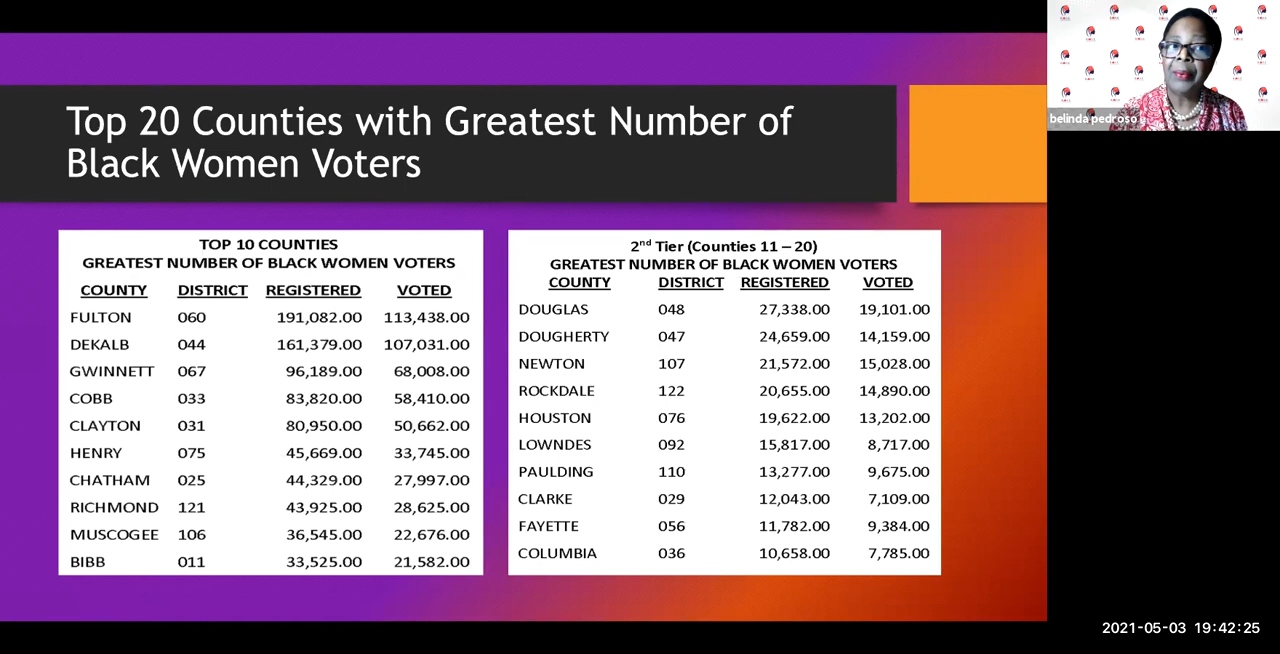 Top 20 Counties with Greatest Number of
Black Women Voters
TOP 10 COUNTIES
GREATEST NUMBER OF BLACK WOMEN VOTERS
COUNTY DISTRICT REGISTERED VOTED
FULTON 060 191,082.00 113,438.00
DEKALB 044 161,379.00 107,031.00
GWINNETT 067 96,189.00 68,008.00
COBB 033 83,820.00 58,410.00
CLAYTON 031 80,950.00 50,662.00
HENRY 075 45,669.00 33,745.00
CHATHAM 025 44,329.00 27,997.00
RICHMOND 121 43,925.00 28,625.00
MUSCOGEE 106 36,545.00 22,676.00
BIBB 011 33,525.00 21,582.00
2nd Tier (Counties 11 – 20)
GREATEST NUMBER OF BLACK WOMEN VOTERS
COUNTY DISTRICT REGISTERED VOTED
DOUGLAS 048 27,338.00 19,101.00
DOUGHERTY 047 24,659.00 14,159.00
NEWTON 107 21,572.00 15,028.00
ROCKDALE 122 20,655.00 14,890.00
HOUSTON 076 19,622.00 13,202.00
LOWNDES 092 15,817.00 8,717.00
PAULDING 110 13,277.00 9,675.00
CLARKE 029 12,043.00 7,109.00
FAYETTE 056 11,782.00 9,384.00
COLUMBIA 036 10,658.00 7,785.00
belinda pedroso
2021-05-03 19:42:25